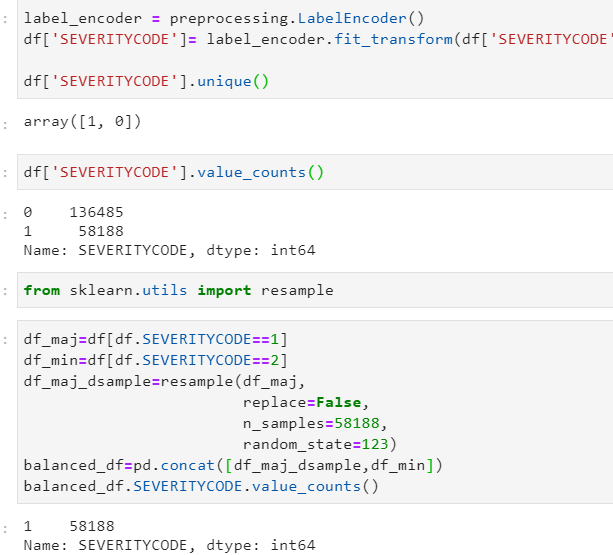 label_encoder = preprocessing.LabelEncoder()
df['SEVERITYCODE']= label_encoder.fit_transform(df['SEVERITYCODE'
df['SEVERITYCODE'].unique()
array([1, 0])
df['SEVERITYCODE'].value_counts()
0    136485
1     58188
Name: SEVERITYCODE, dtype: int64
from sklearn.utils import resample
df_maj=df[df.SEVERITYCODE==1]
df_min=df[df.SEVERITYCODE==2]
df_maj_dsample=resample(df_maj,
                        replace=False,
                        n_samples=58188,
                        random_state=123)
balanced_df=pd.concat([df_maj_dsample,df_min])
balanced_df.SEVERITYCODE.value_counts()
1    58188
Name: SEVERITYCODE, dtype: int64